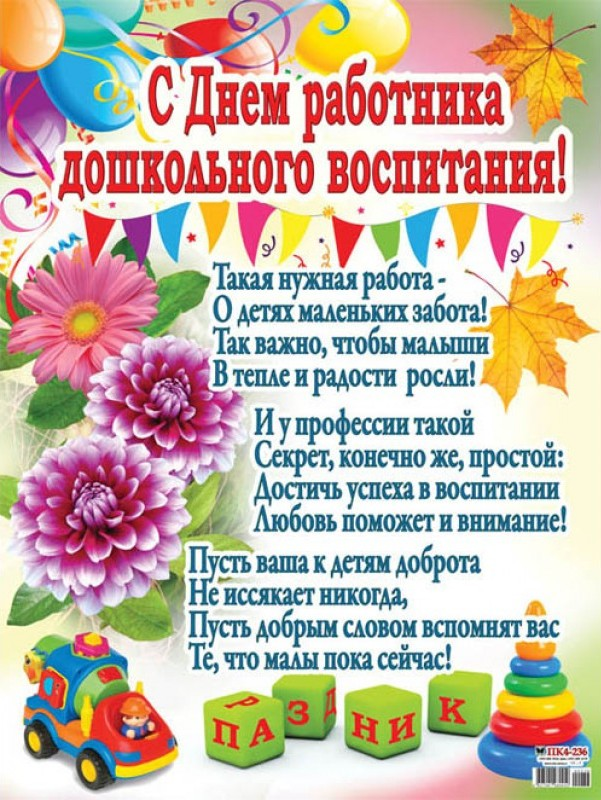 С Днем работника
дошкольного воспитания!
Такая нужная работа -
О детях маленьких забота!
Так важно, чтобы малыши
В тепле и радости росли!
И у профессии такой
Секрет, конечно же, простой:
Достичь успеха в воспитании
Любовь поможет и внимание!
Пусть ваша к детям доброта
Не иссякает никогда,
Пусть добрым словом вспомнят вас
Те, что малы пока сейчас!
Р
ПАЗДНИК
ПК4-236